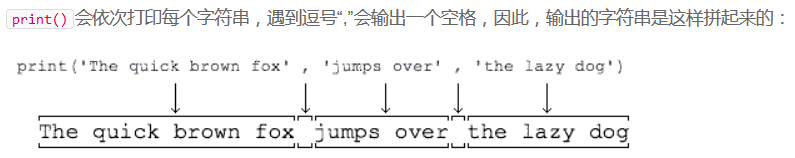 print()会依次打印每个字符串，遇到逗号“,”会输出一个空格，因此，输出的字符串是这样拼起来的：
print('The quick brown fox' , 'jumps over' , 'the lazy dog')
The quick brown fox jumps over the lazy dog